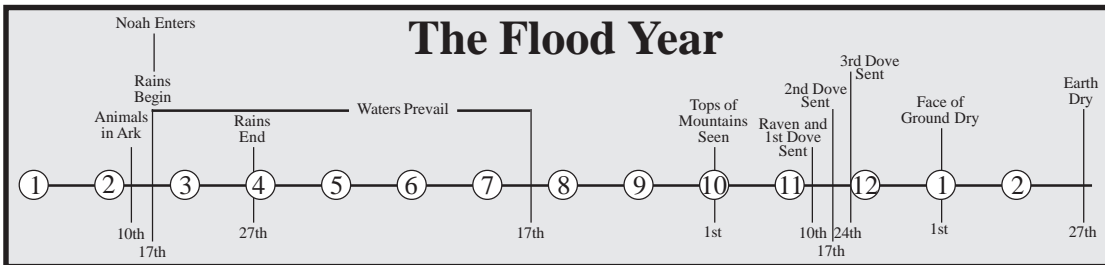 The Flood Year
Noah Enters
Rains
Begin
Animals
in Ark
Waters Prevail
Rains
End
Tops of
Mountains
Seen
Raven and
1st Dove
Sent
2nd Dove
Sent
3rd Dove
Sent
Face of
Ground Dry
Earth
Dry
1 2 3 4 5 6 7 8 9 10 11 12 1 2
10th
17th
27th
17th
1st
10th
17th
24th
1st
27th